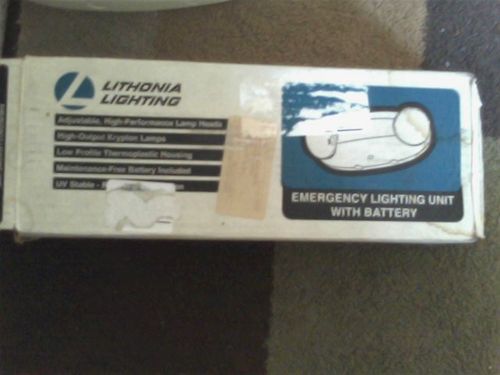 LITHONIA
LIGHTING
Adjustable, High-Performance Lamp Heads
High-Output Krypton Lamps
Low Profile Thermoplastic Housing
Maintenance-Free Battery Included
UV Stable -
EMERGENCY LIGHTING UNIT
WITH BATTERY